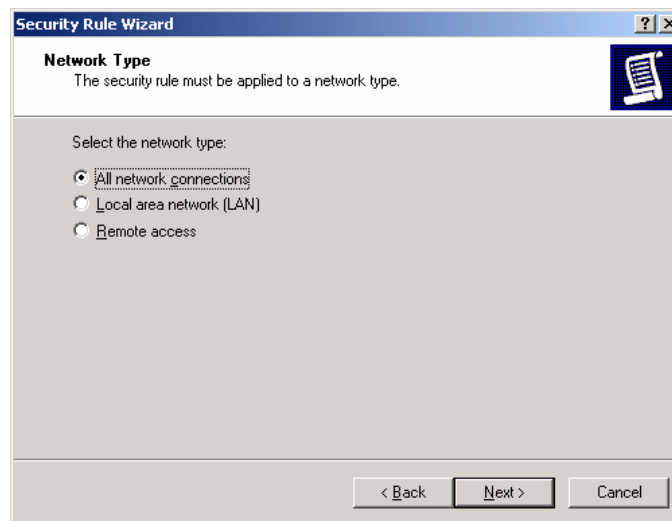 Security Rule Wizard
Network Type
The security rule must be applied to a network type.
Select the network type:
All network connections
Local area network (LAN)
Remote access
< Back Next > Cancel